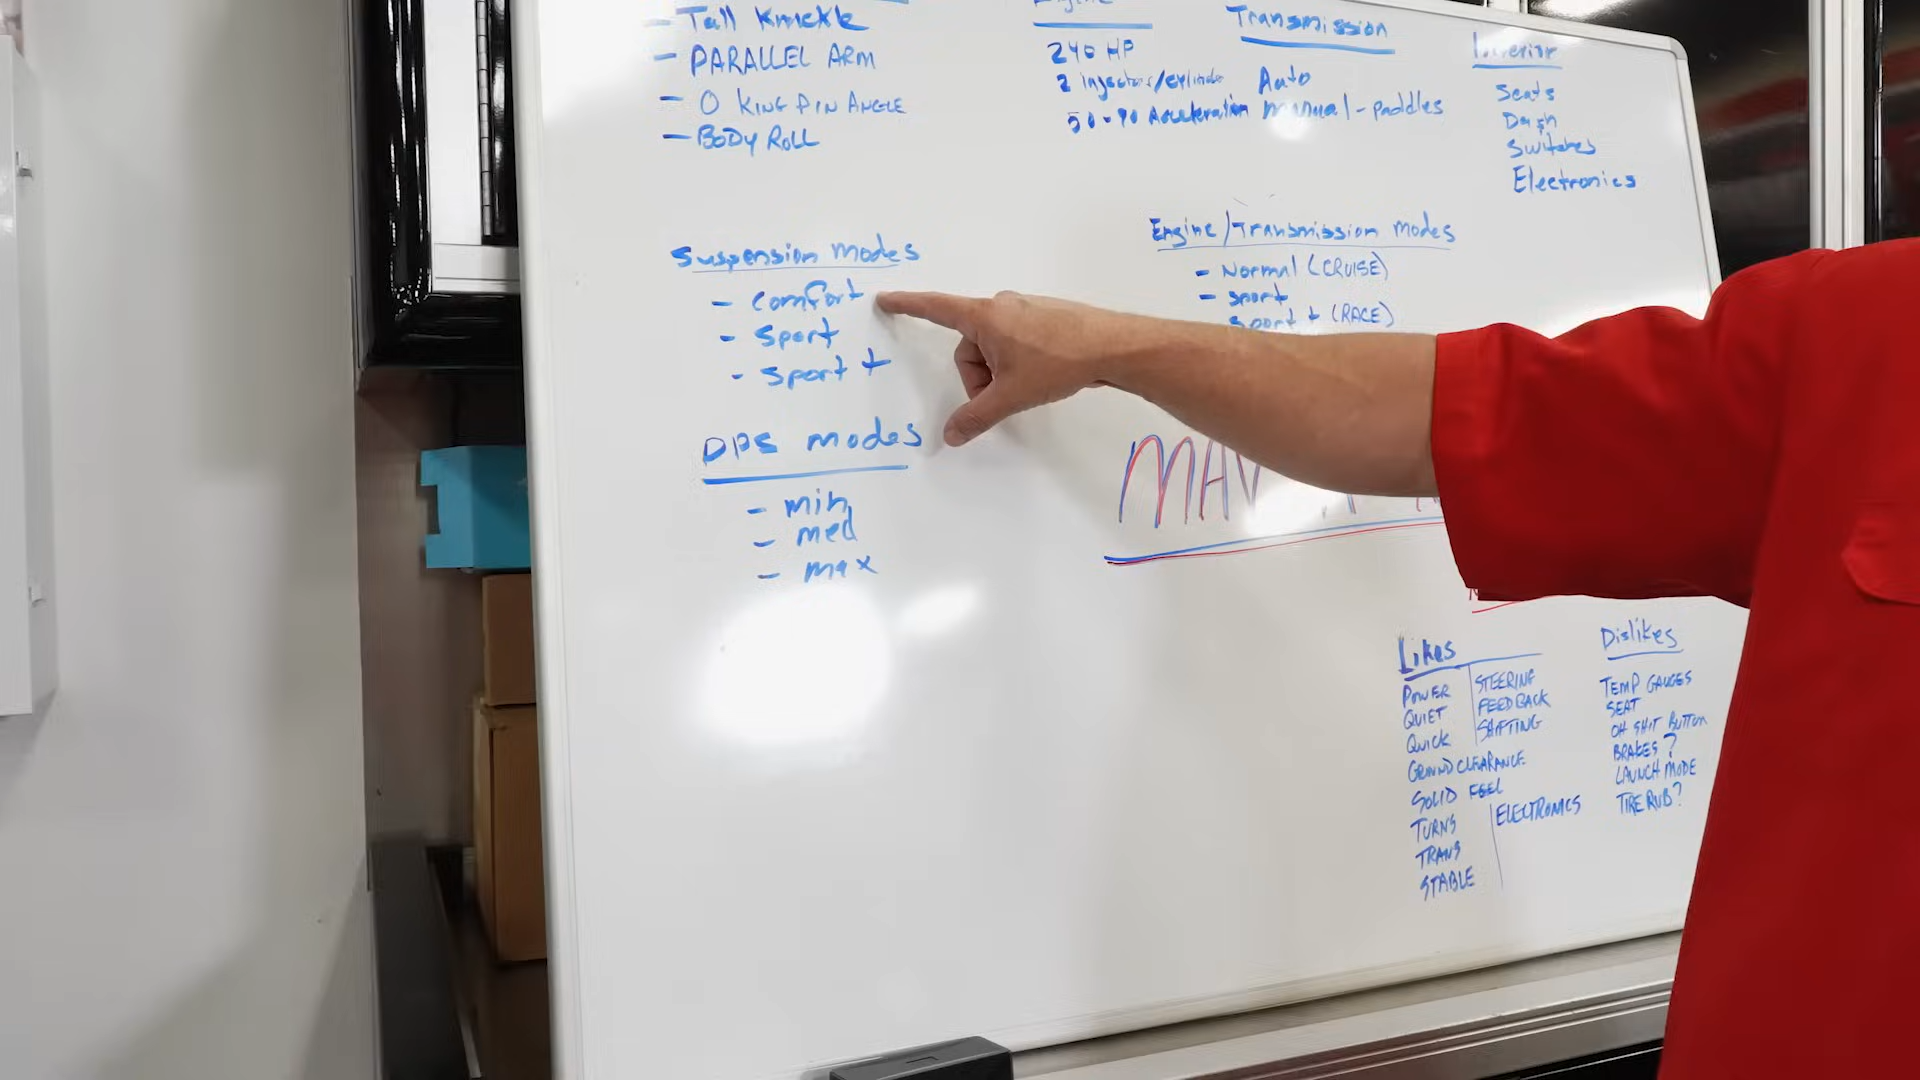 - Tall Knuckle
- PARALLEL ARM
- O KING PIN ANGLE
- BODY ROLL
Engine
240 HP
2 injectors/cylinder
50-90 Acceleration
Transmission
Auto
Manual - paddles
Interior
Seats
Dash
Switches
Electronics
Suspension modes
- comfort
- sport
- sport +
Engine/Transmission modes
- Normal (CRUISE)
- sport
sport + (RACE)
DPS modes
- min
- med
- max
MAV
Likes
POWER
QUIET
QUICK
GROUND CLEARANCE
SOLID FEEL
TURNS
TRANS
STABLE
STEERING
FEEDBACK
SHIFTING
ELECTRONICS
Dislikes
TEMP GAUGES
SEAT
OH SHIT BUTTON
BRAKES ?
LAUNCH MODE
TIRE RUB?